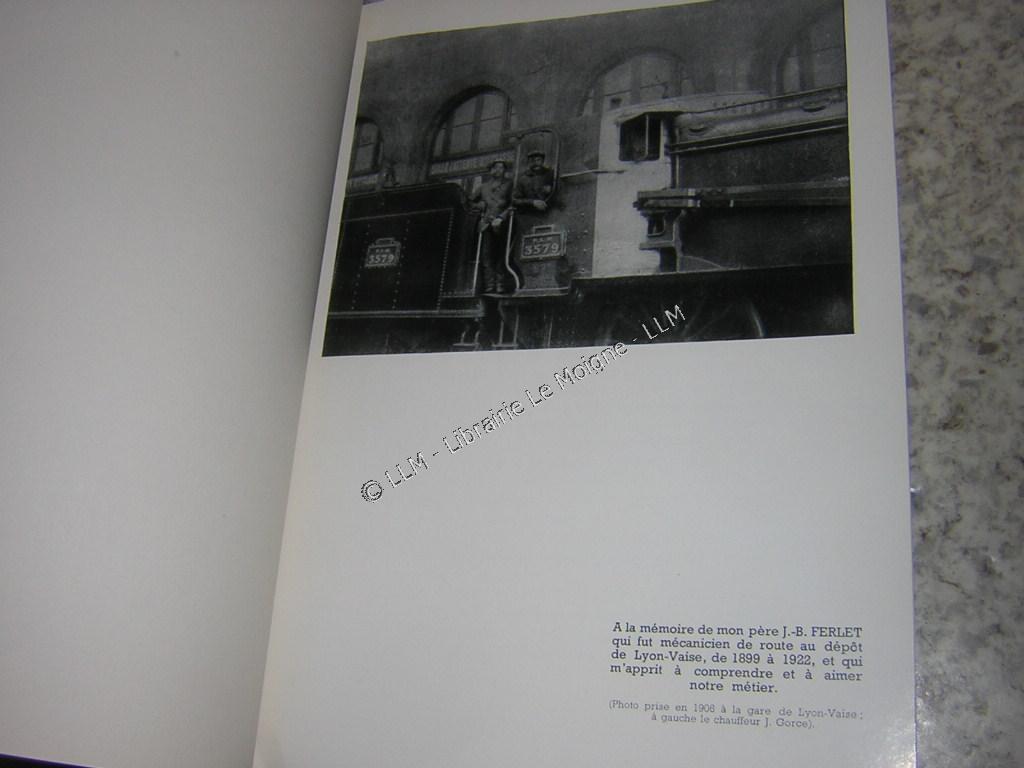 P.L.M
3579
P.L.M
3579
© LLM - Librairie Le Moigne - LLM
A la mémoire de mon père J.-B. FERLET
qui fut mécanicien de route au dépôt
de Lyon-Vaise, de 1899 à 1922, et qui
m'apprit à comprendre et à aimer
notre métier.
(Photo prise en 1906 à la gare de Lyon-Vaise ;
à gauche le chauffeur J. Gorce).